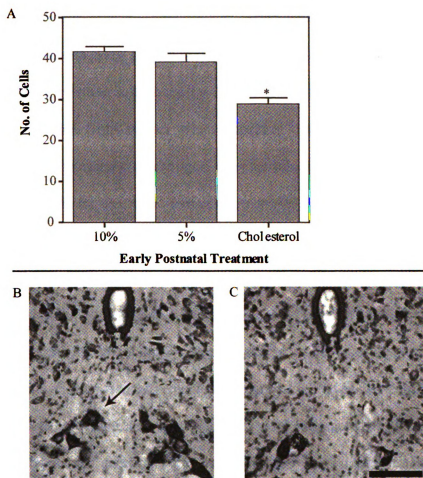 A
50
40
30
20
10
0
No. of Cells
*
10%
5%
Cholesterol
Early Postnatal Treatment
B
C